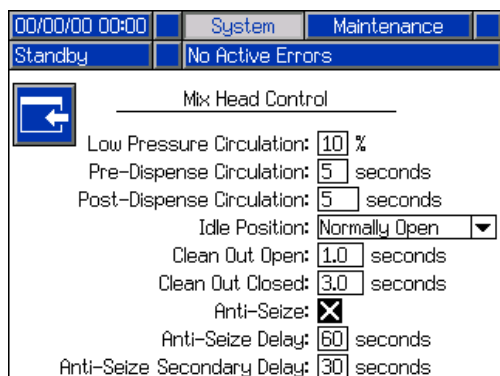 00/00/00 00:00 System Maintenance
Standby No Active Errors
Mix Head Control
Low Pressure Circulation: 10 %
Pre-Dispense Circulation: 5 seconds
Post-Dispense Circulation: 5 seconds
Idle Position: Normally Open
Clean Out Open: 1.0 seconds
Clean Out Closed: 3.0 seconds
Anti-Seize:
Anti-Seize Delay: 60 seconds
Anti-Seize Secondary Delay: 30 seconds